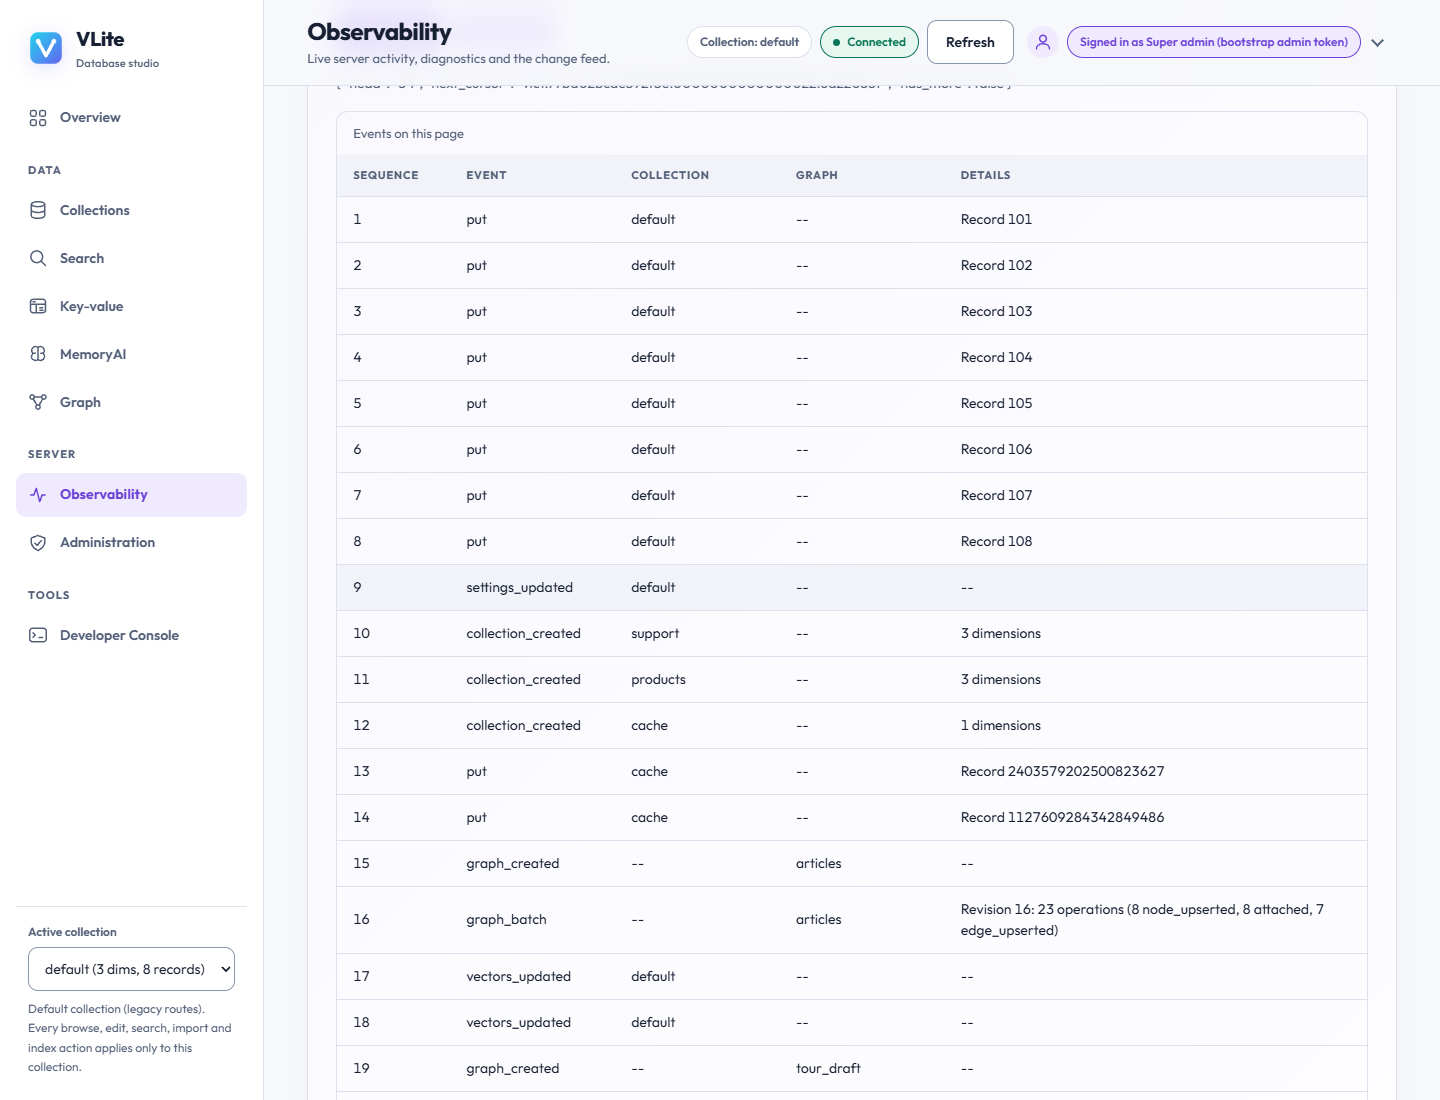 VLite
Database studio
Overview
DATA
Collections
Search
Key-value
MemoryAI
Graph
SERVER
Observability
Administration
TOOLS
Developer Console
Active collection
default (3 dims, 8 records)
Default collection (legacy routes).
Every browse, edit, search, import and
index action applies only to this
collection.
Observability
Live server activity, diagnostics and the change feed.
Collection: default
Connected
Refresh
Signed in as Super admin (bootstrap admin token)
Events on this page
SEQUENCE EVENT COLLECTION GRAPH DETAILS
1 put default -- Record 101
2 put default -- Record 102
3 put default -- Record 103
4 put default -- Record 104
5 put default -- Record 105
6 put default -- Record 106
7 put default -- Record 107
8 put default -- Record 108
9 settings_updated default -- --
10 collection_created support -- 3 dimensions
11 collection_created products -- 3 dimensions
12 collection_created cache -- 1 dimensions
13 put cache -- Record 2403579202500823627
14 put cache -- Record 1127609284342849486
15 graph_created -- articles --
16 graph_batch -- articles Revision 16: 23 operations (8 node_upserted, 8 attached, 7
edge_upserted)
17 vectors_updated default -- --
18 vectors_updated default -- --
19 graph_created -- tour_draft --